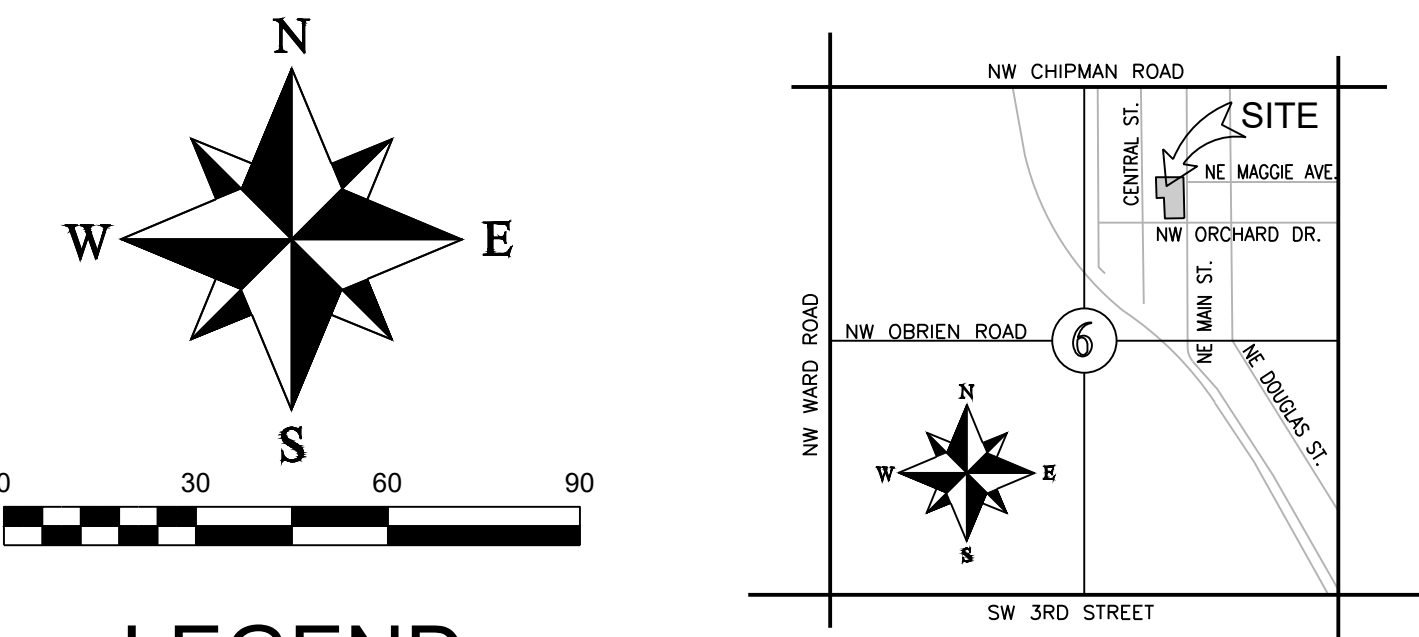 N
W
E
S
0 30 60 90
LEGEND
NW CHIPMAN ROAD
CENTRAL ST.
SITE
NE MAGGIE AVE.
NW ORCHARD DR.
NE MAIN ST.
NW WARD ROAD
NW OBRIEN ROAD
6
NE DOUGLAS ST.
N
W
E
S
SW 3RD STREET